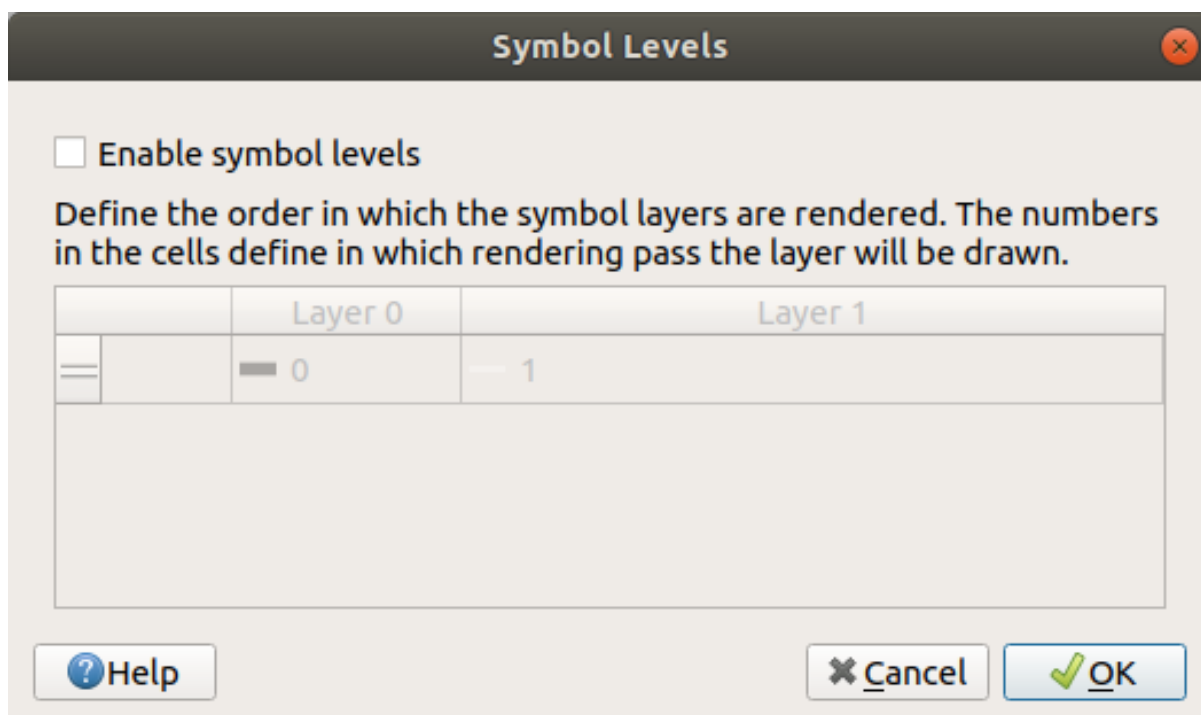 Symbol Levels
Enable symbol levels
Define the order in which the symbol layers are rendered. The numbers
in the cells define in which rendering pass the layer will be drawn.
Layer 0 Layer 1
0 1
Help Cancel OK